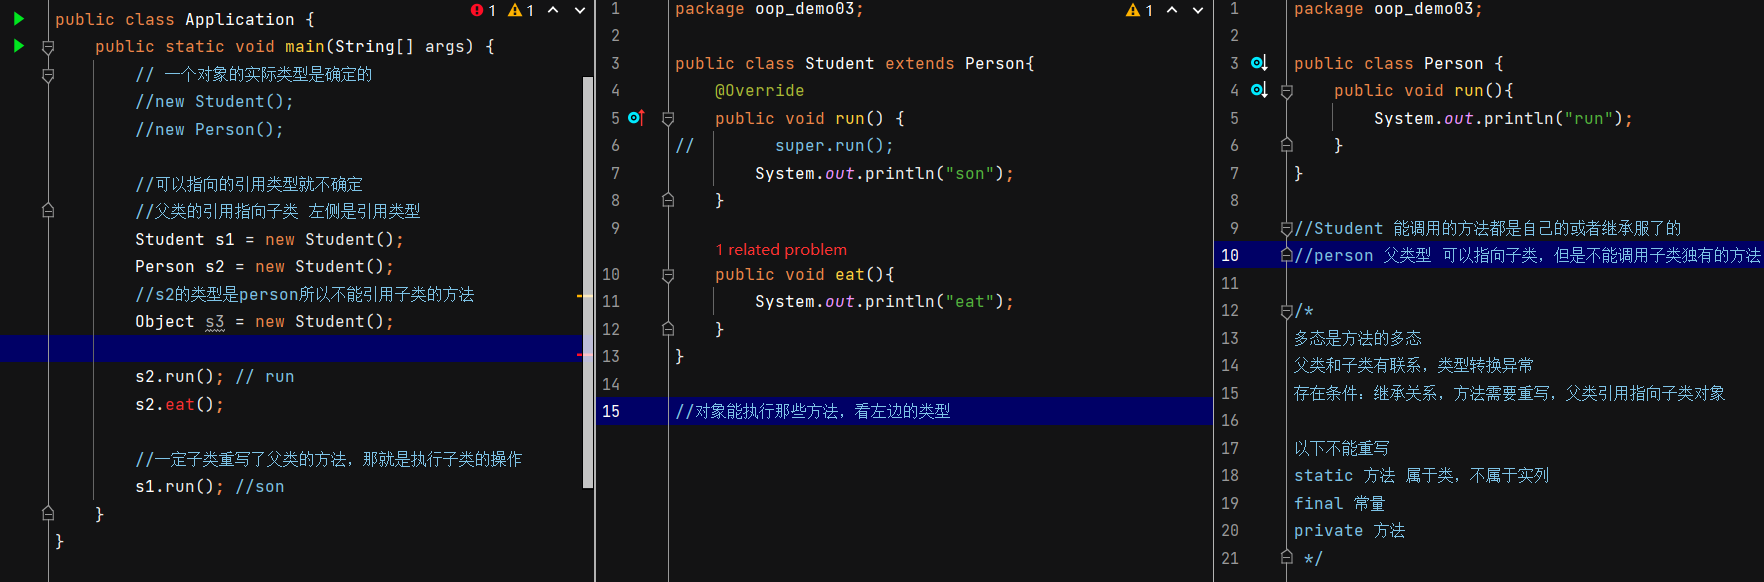 public class Application {
1 1
public static void main(String[] args) {
// 一个对象的实际类型是确定的
//new Student();
//new Person();
//可以指向的引用类型就不确定
//父类的引用指向子类 左侧是引用类型
Student s1 = new Student();
Person s2 = new Student();
//s2的类型是person所以不能引用子类的方法
Object s3 = new Student();
s2.run(); // run
s2.eat();
//一定子类重写了父类的方法，那就是执行子类的操作
s1.run(); //son
}
}
1 package oop_demo03;
1
2
3 public class Student extends Person{
4 @Override
5 public void run() {
6 // super.run();
7 System.out.println("son");
8 }
9
1 related problem
10 public void eat(){
11 System.out.println("eat");
12 }
13 }
14
15 //对象能执行那些方法，看左边的类型
1 package oop_demo03;
2
3 public class Person {
4 public void run(){
5 System.out.println("run");
6 }
7 }
8
9 //Student 能调用的方法都是自己的或者继承服了的
10 //person 父类型 可以指向子类，但是不能调用子类独有的方法
11
12 /*
13 多态是方法的多态
14 父类和子类有联系，类型转换异常
15 存在条件：继承关系，方法需要重写，父类引用指向子类对象
16
17 以下不能重写
18 static 方法 属于类，不属于实列
19 final 常量
20 private 方法
21 */